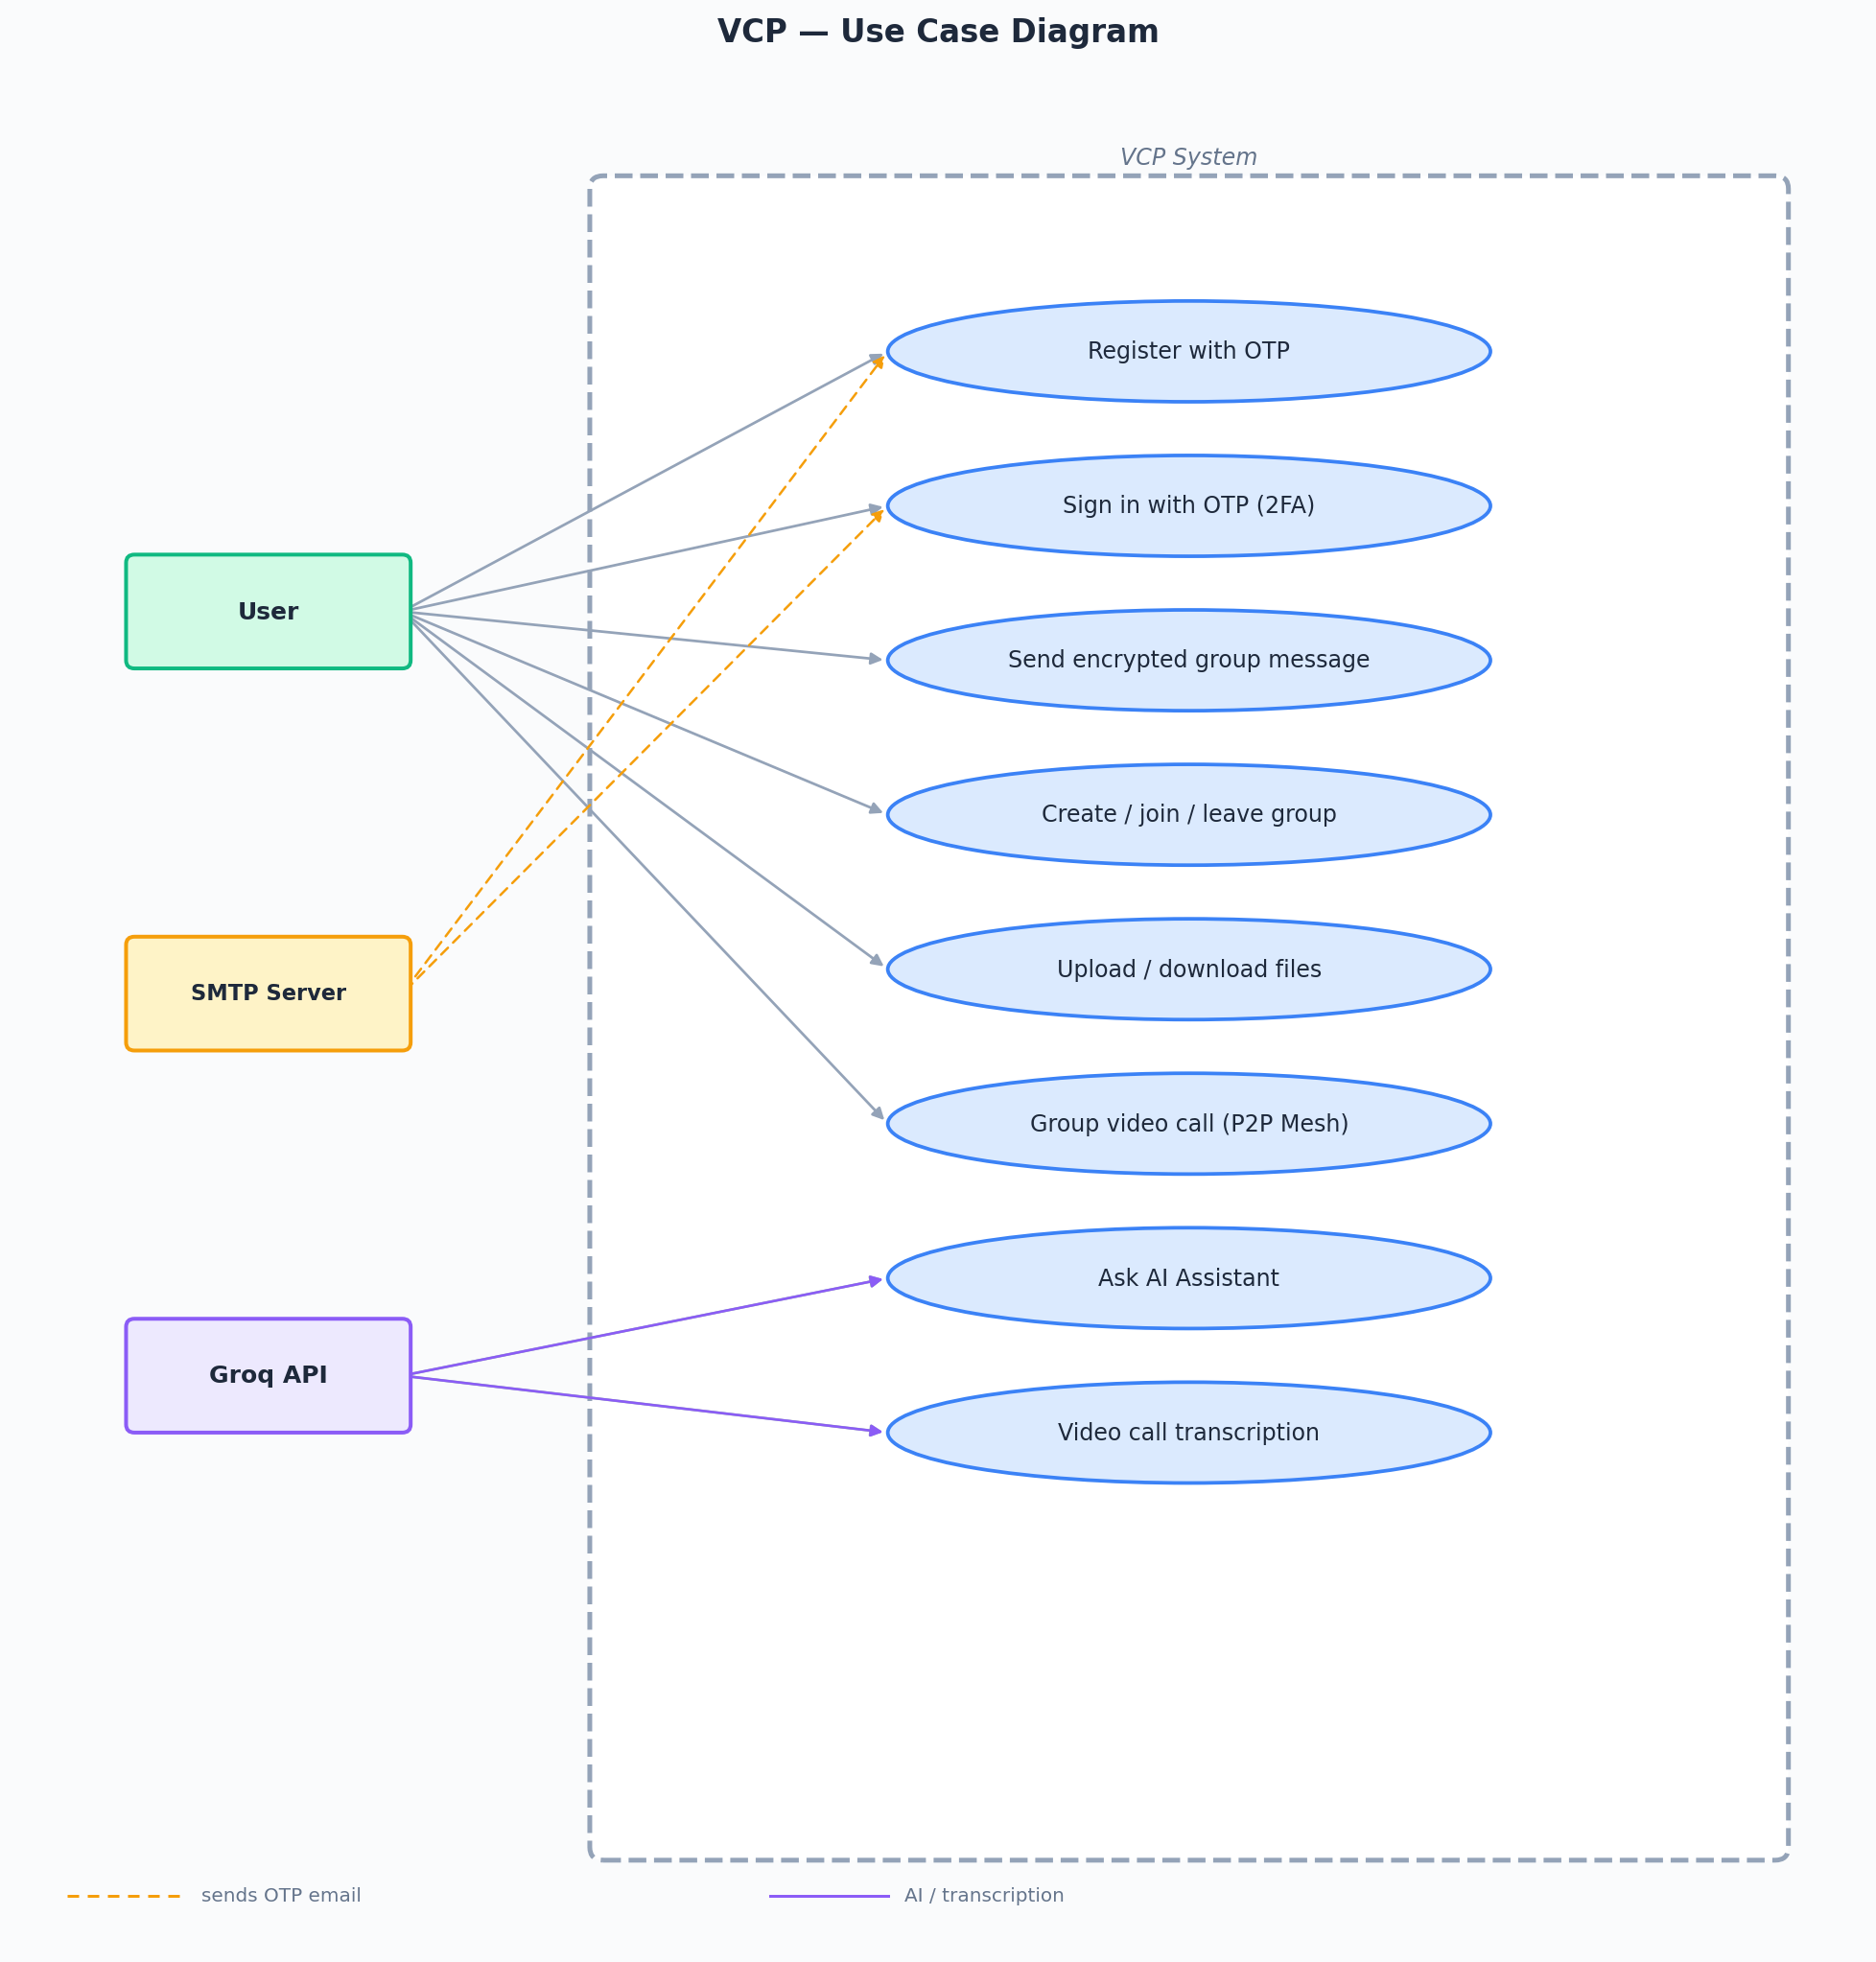 VCP — Use Case Diagram
VCP System
Register with OTP
Sign in with OTP (2FA)
User
Send encrypted group message
Create / join / leave group
Upload / download files
SMTP Server
Group video call (P2P Mesh)
Ask AI Assistant
Groq API
Video call transcription
sends OTP email
AI / transcription